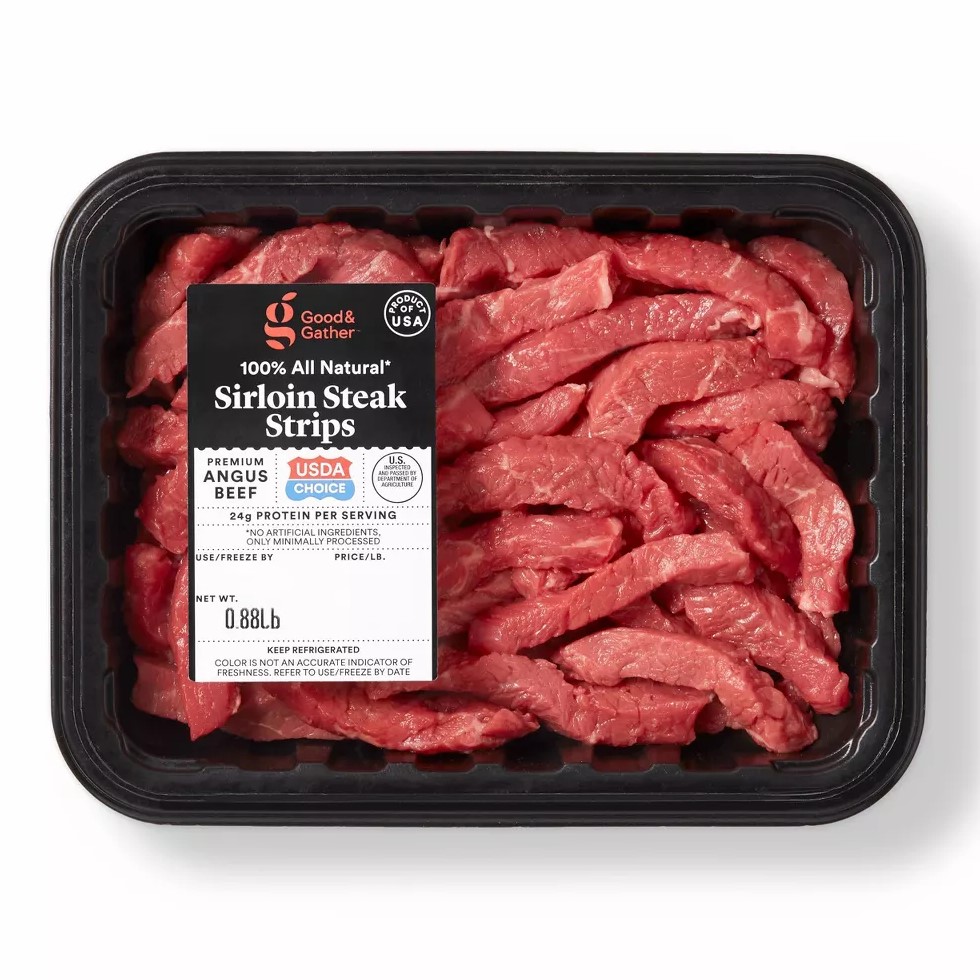 Good&
Gather™
PRODUCT
OF
USA
100% All Natural*
Sirloin Steak
Strips
PREMIUM
ANGUS
BEEF
USDA
CHOICE
U.S.
INSPECTED
AND PASSED BY
DEPARTMENT OF
AGRICULTURE
24g PROTEIN PER SERVING
*NO ARTIFICIAL INGREDIENTS,
ONLY MINIMALLY PROCESSED
USE/FREEZE BY PRICE/LB.
NET WT.
0.88Lb
KEEP REFRIGERATED
COLOR IS NOT AN ACCURATE INDICATOR OF
FRESHNESS. REFER TO USE/FREEZE BY DATE